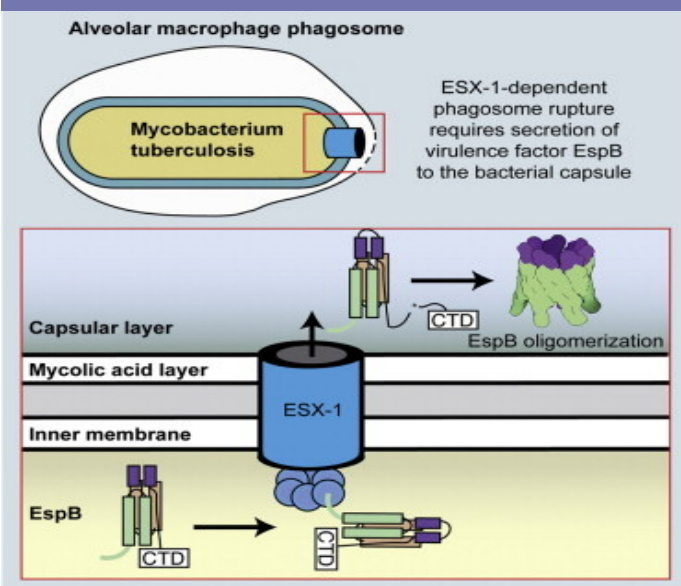 Alveolar macrophage phagosome
ESX-1-dependent
phagosome rupture
requires secretion of
virulence factor EspB
to the bacterial capsule
Mycobacterium
tuberculosis
CTD
EspB oligomerization
Capsular layer
Mycolic acid layer
ESX-1
Inner membrane
EspB
CTD
CTD